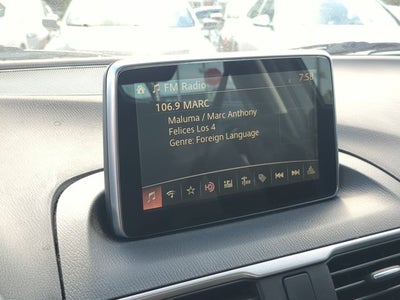 FM Radio 7:58
106.9 MARC
Maluma / Marc Anthony
Felices Los 4
Genre: Foreign Language